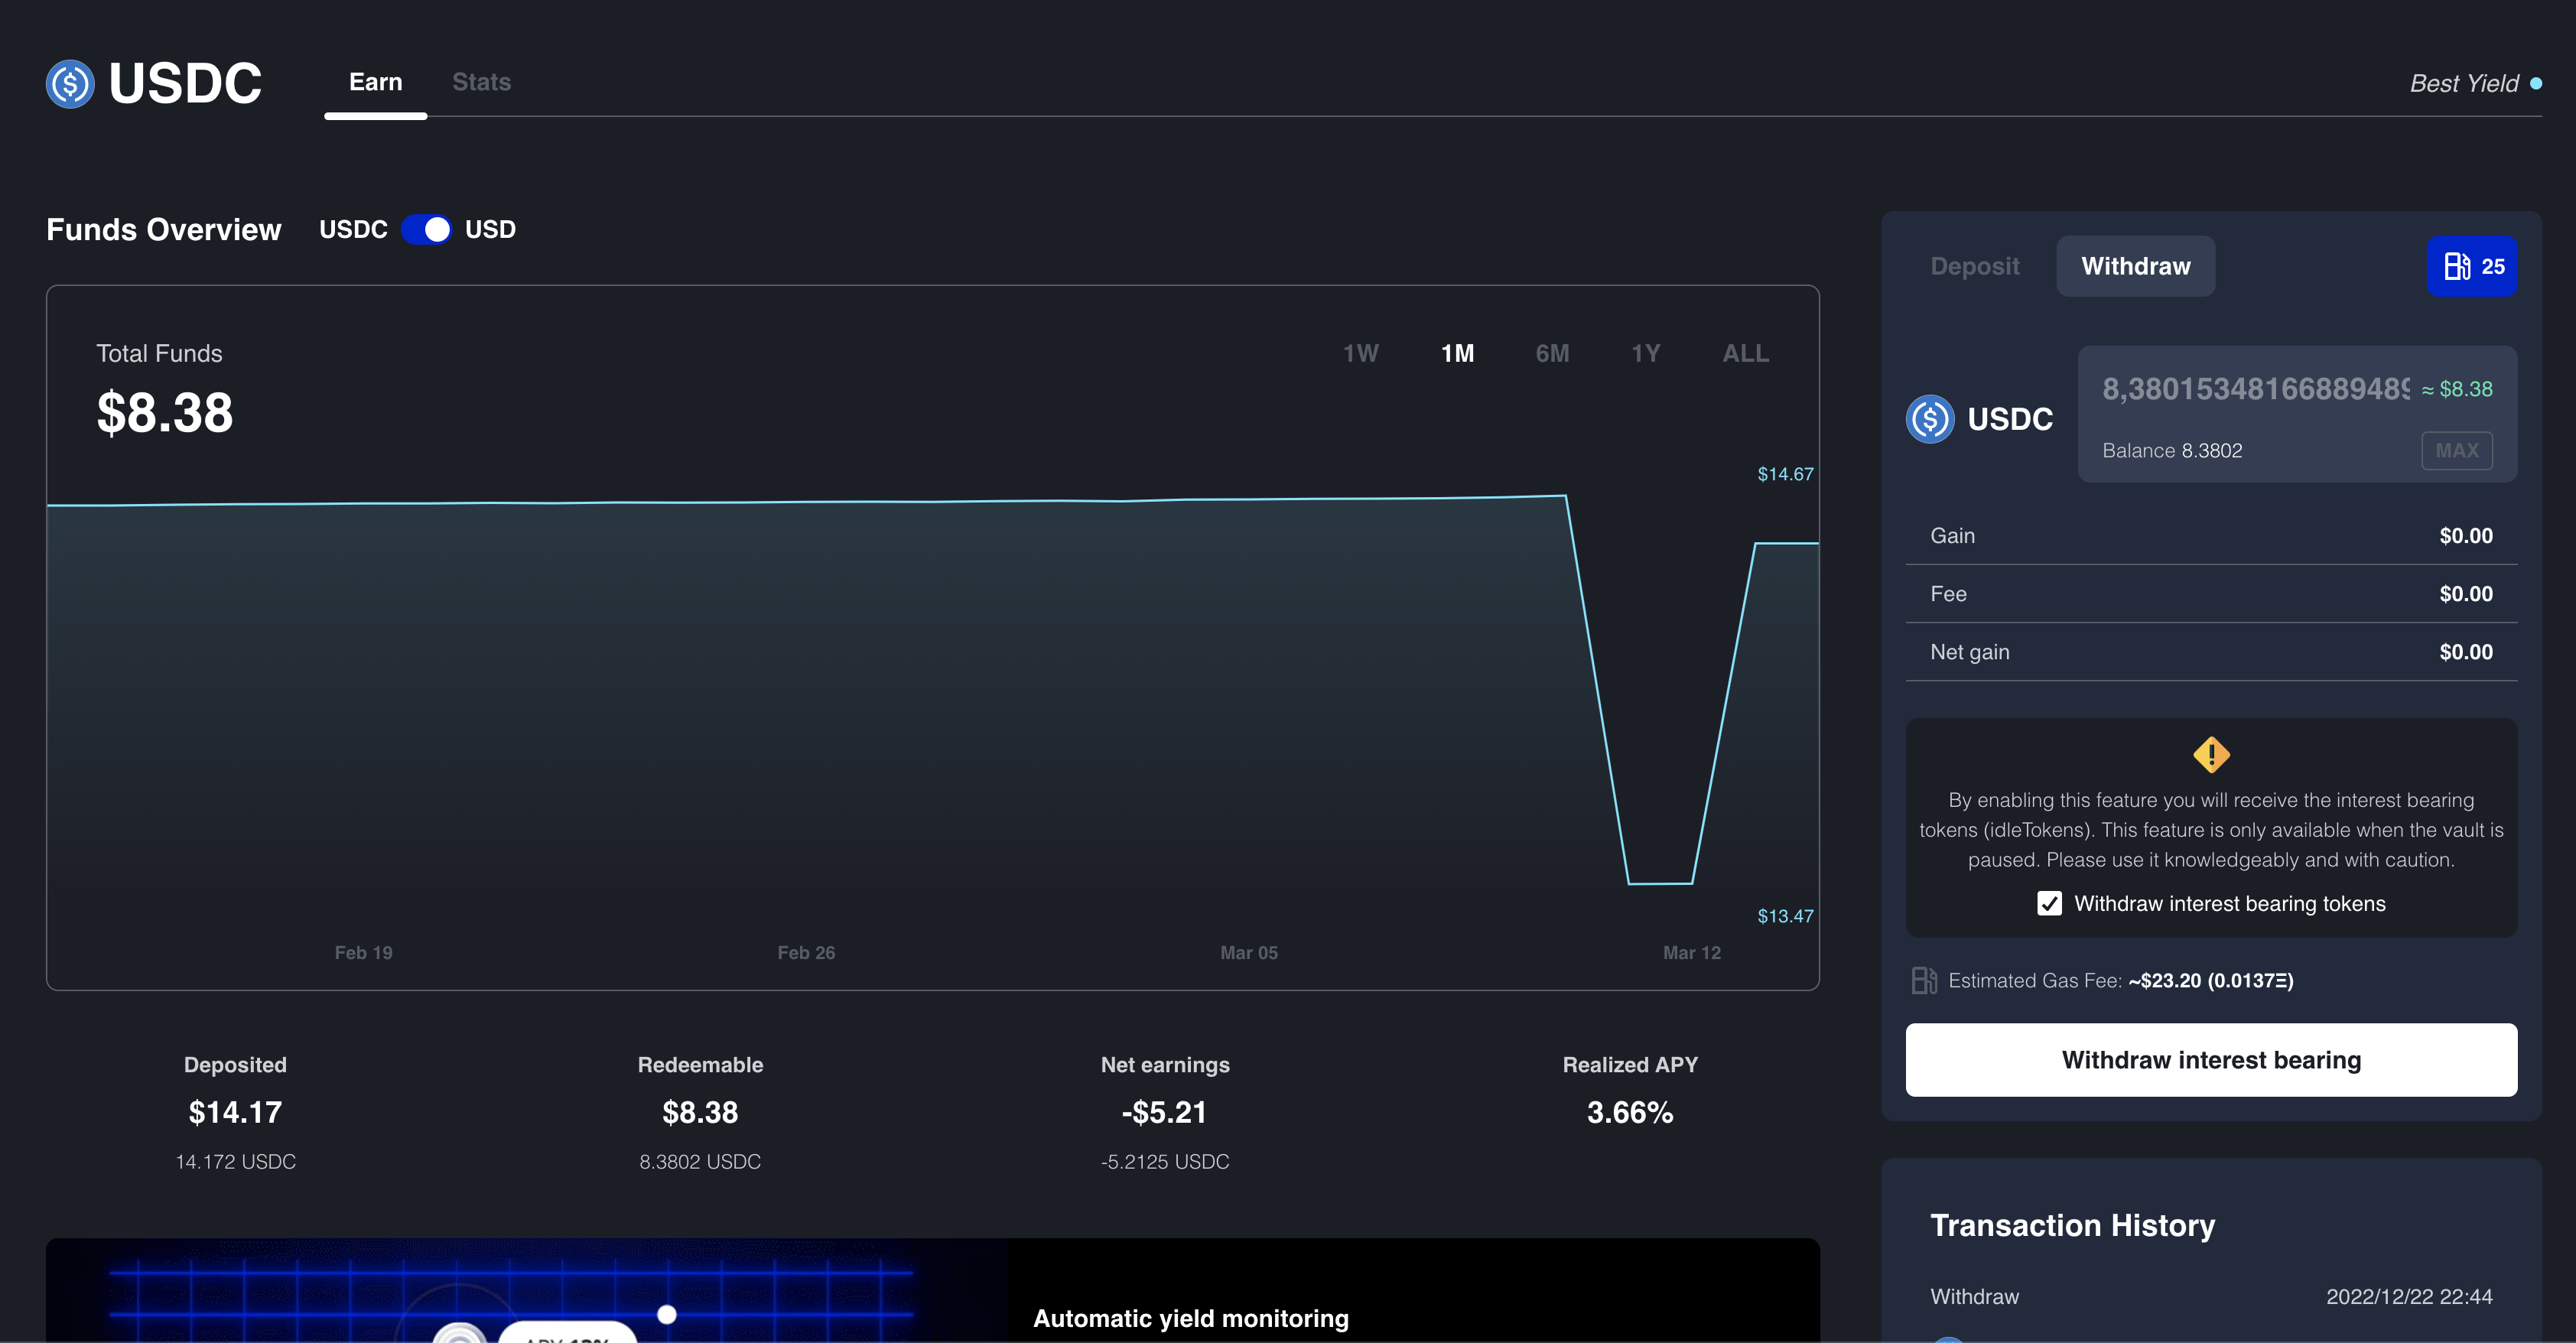 USDC
Earn
Stats
Best Yield
Funds Overview
USDC
USD
Total Funds
$8.38
1W
1M
6M
1Y
ALL
$14.67
$13.47
Feb 19
Feb 26
Mar 05
Mar 12
Deposited
$14.17
14.172 USDC
Redeemable
$8.38
8.3802 USDC
Net earnings
-$5.21
-5.2125 USDC
Realized APY
3.66%
Automatic yield monitoring
Deposit
Withdraw
25
USDC
8,38015348166889489
≈ $8.38
Balance 8.3802
MAX
Gain
$0.00
Fee
$0.00
Net gain
$0.00
By enabling this feature you will receive the interest bearing
tokens (idleTokens). This feature is only available when the vault is
paused. Please use it knowledgeably and with caution.
Withdraw interest bearing tokens
Estimated Gas Fee: ~$23.20 (0.0137Ξ)
Withdraw interest bearing
Transaction History
Withdraw
2022/12/22 22:44